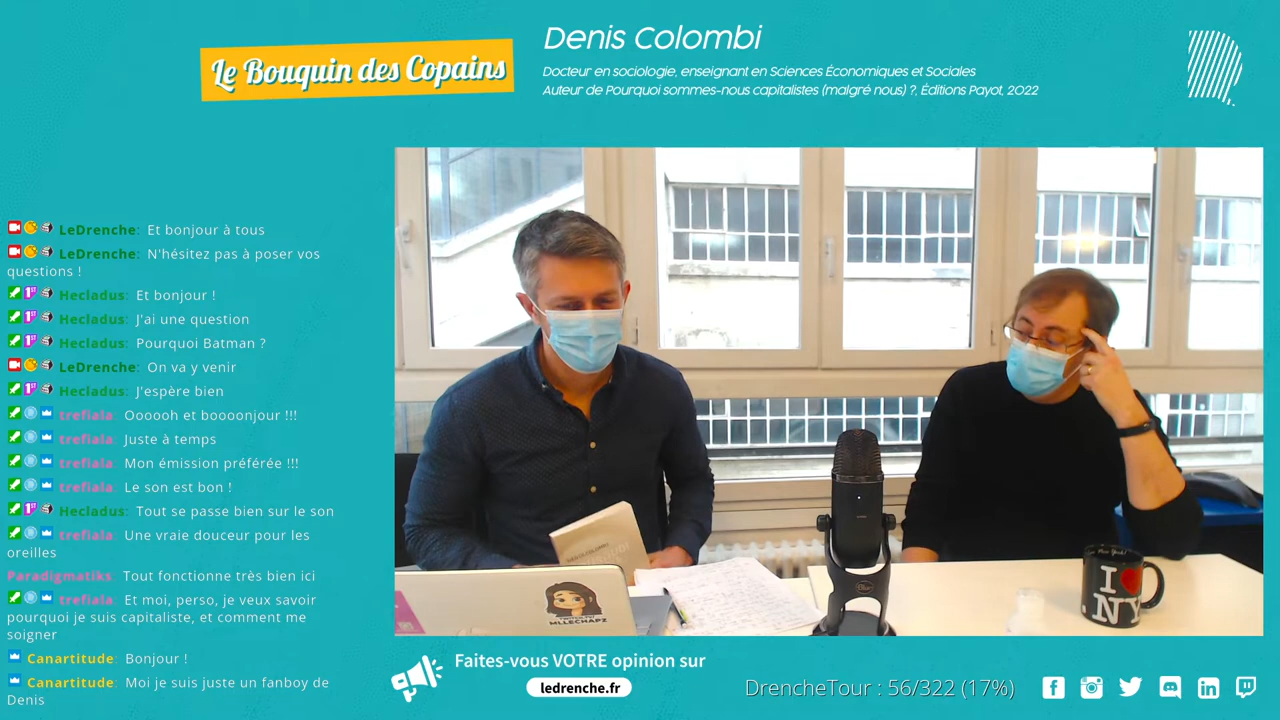 Le Bouquin des Copains
Denis Colombi
Docteur en sociologie, enseignant en Sciences Économiques et Sociales
Auteur de Pourquoi sommes-nous capitalistes (malgré nous) ?, Éditions Payot, 2022
LeDrenche: Et bonjour à tous
LeDrenche: N'hésitez pas à poser vos
questions !
Hecladus: Et bonjour !
Hecladus: J'ai une question
Hecladus: Pourquoi Batman ?
LeDrenche: On va y venir
Hecladus: J'espère bien
trefiala: Oooooh et boooonjour !!!
trefiala: Juste à temps
trefiala: Mon émission préférée !!!
trefiala: Le son est bon !
Hecladus: Tout se passe bien sur le son
trefiala: Une vraie douceur pour les
oreilles
Paradigmatiks: Tout fonctionne très bien ici
trefiala: Et moi, perso, je veux savoir
pourquoi je suis capitaliste, et comment me
soigner
Canartitude: Bonjour !
Canartitude: Moi je suis juste un fanboy de
Denis
MLLECHAPZ
I
NY
Faites-vous VOTRE opinion sur
ledrenche.fr
DrencheTour : 56/322 (17%)